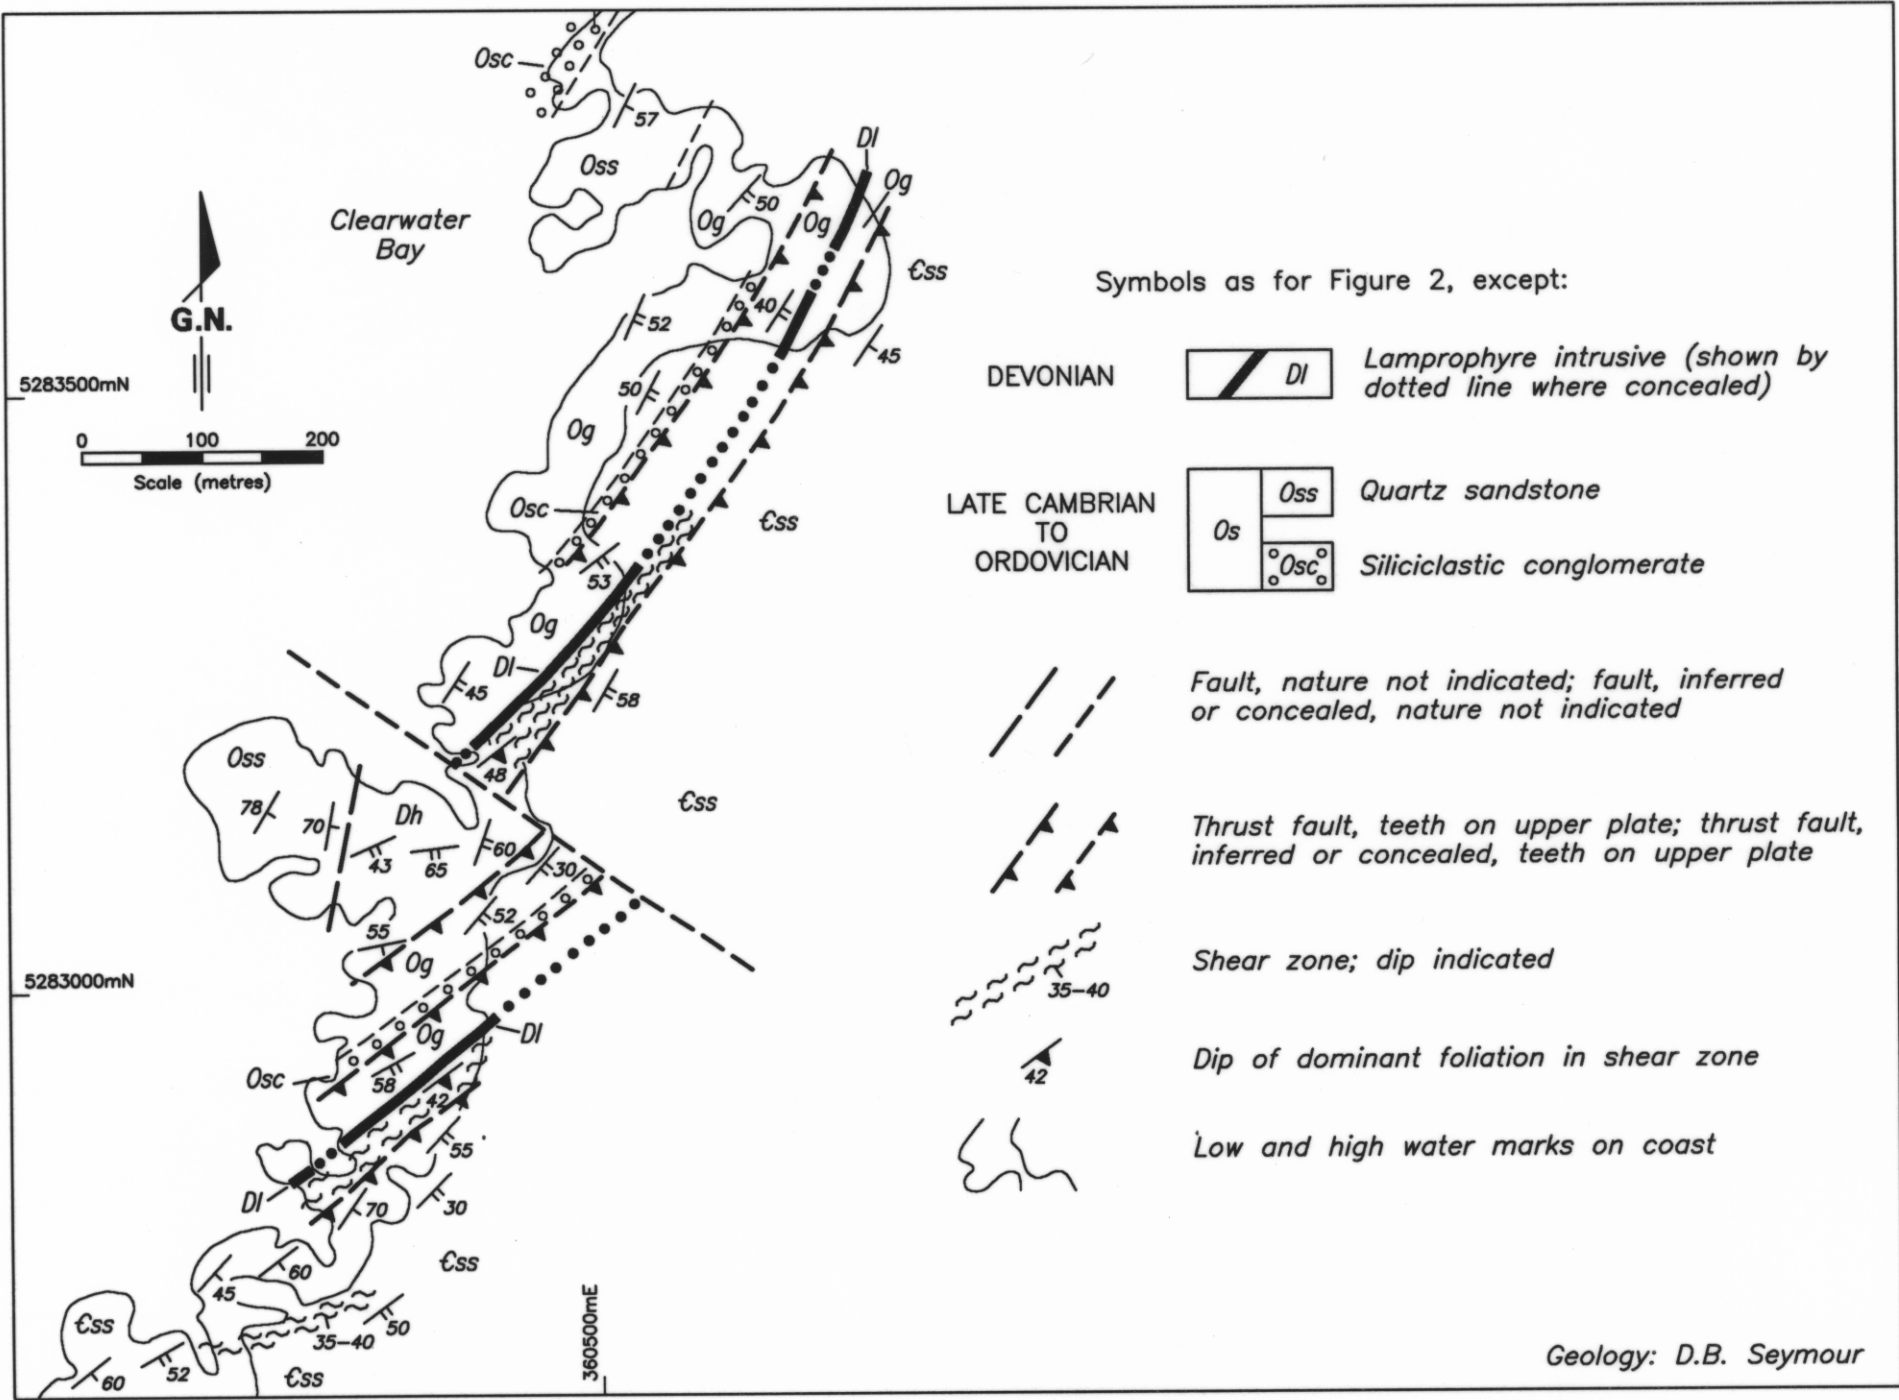 Osc
57
Oss
Dl
Og
50
Og
Og
Clearwater
Bay
Єss
G.N.
40
52
45
5283500mN
0 100 200
Scale (metres)
50
Og
Osc
Єss
53
Og
Dl
45
58
48
Oss
Єss
78
70
Dh
43
65
60
30
52
55
Og
5283000mN
Og
Dl
Osc
58
42
55
Dl
70
30
Єss
60
45
Єss
35-40
50
52
60
Єss
360500mE
Symbols as for Figure 2, except:
DEVONIAN
Dl
Lamprophyre intrusive (shown by
dotted line where concealed)
LATE CAMBRIAN
TO
ORDOVICIAN
Os
Oss
Quartz sandstone
Osc
Siliciclastic conglomerate
Fault, nature not indicated; fault, inferred
or concealed, nature not indicated
Thrust fault, teeth on upper plate; thrust fault,
inferred or concealed, teeth on upper plate
35-40
Shear zone; dip indicated
42
Dip of dominant foliation in shear zone
Low and high water marks on coast
Geology: D.B. Seymour